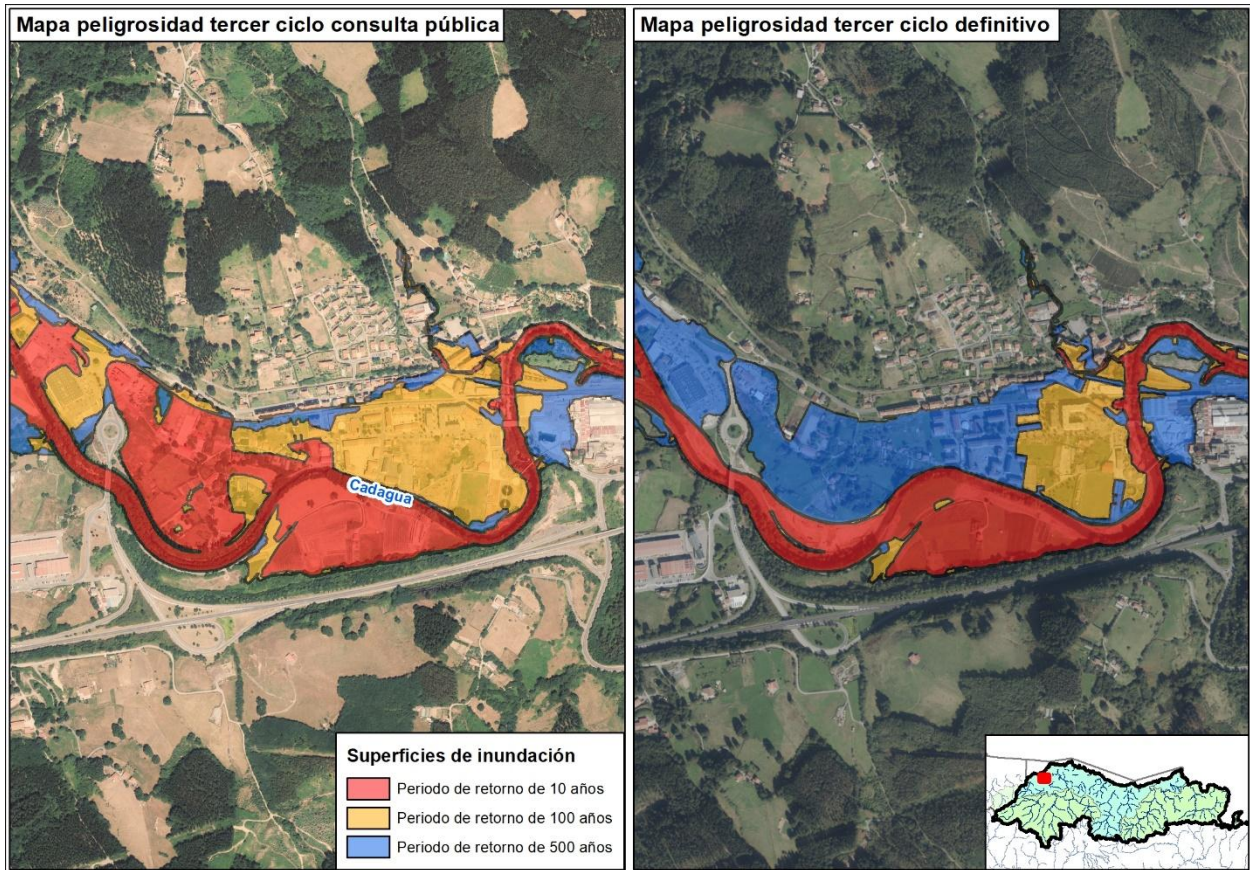 Mapa peligrosidad tercer ciclo consulta pública
Mapa peligrosidad tercer ciclo definitivo
Cadagua
Superficies de inundación
Periodo de retorno de 10 años
Periodo de retorno de 100 años
Periodo de retorno de 500 años